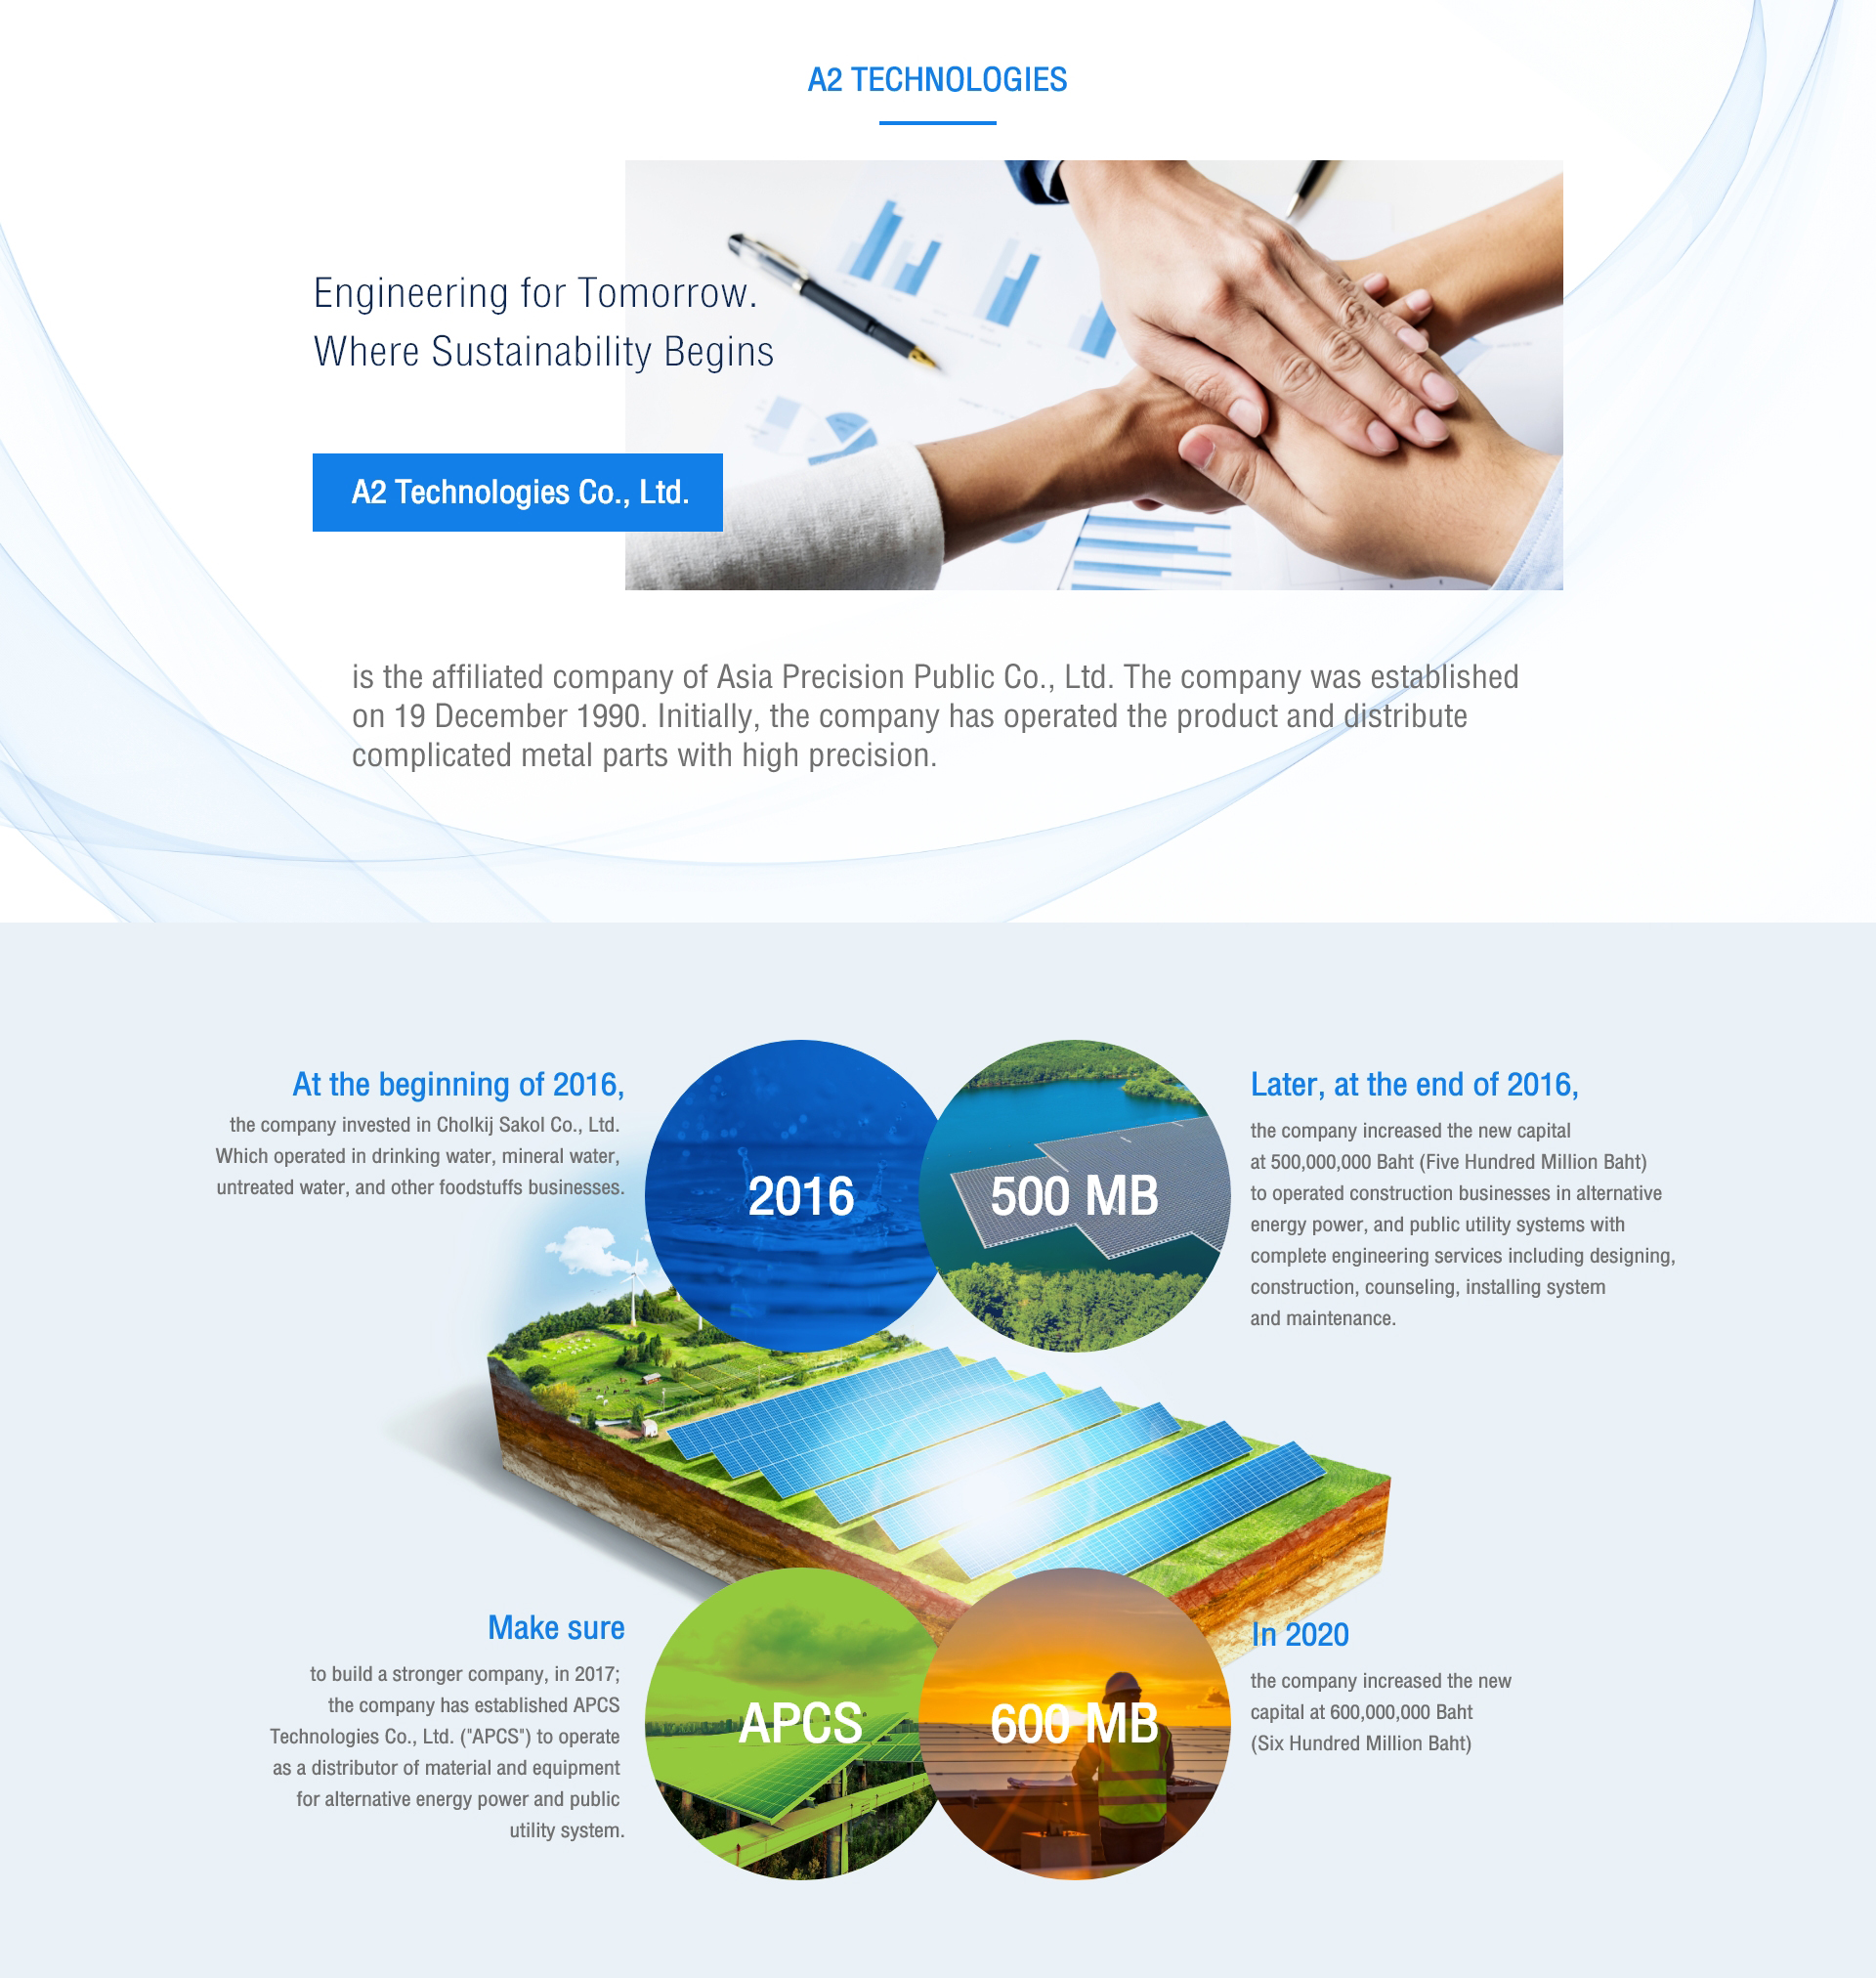 A2 TECHNOLOGIES
Engineering for Tomorrow.
Where Sustainability Begins
A2 Technologies Co., Ltd.
is the affiliated company of Asia Precision Public Co., Ltd. The company was established
on 19 December 1990. Initially, the company has operated the product and distribute
complicated metal parts with high precision.
At the beginning of 2016,
the company invested in Cholkij Sakol Co., Ltd.
Which operated in drinking water, mineral water,
untreated water, and other foodstuffs businesses.
2016
500 MB
Later, at the end of 2016,
the company increased the new capital
at 500,000,000 Baht (Five Hundred Million Baht)
to operated construction businesses in alternative
energy power, and public utility systems with
complete engineering services including designing,
construction, counseling, installing system
and maintenance.
Make sure
to build a stronger company, in 2017;
the company has established APCS
Technologies Co., Ltd. ("APCS") to operate
as a distributor of material and equipment
for alternative energy power and public
utility system.
APCS
600 MB
In 2020
the company increased the new
capital at 600,000,000 Baht
(Six Hundred Million Baht)